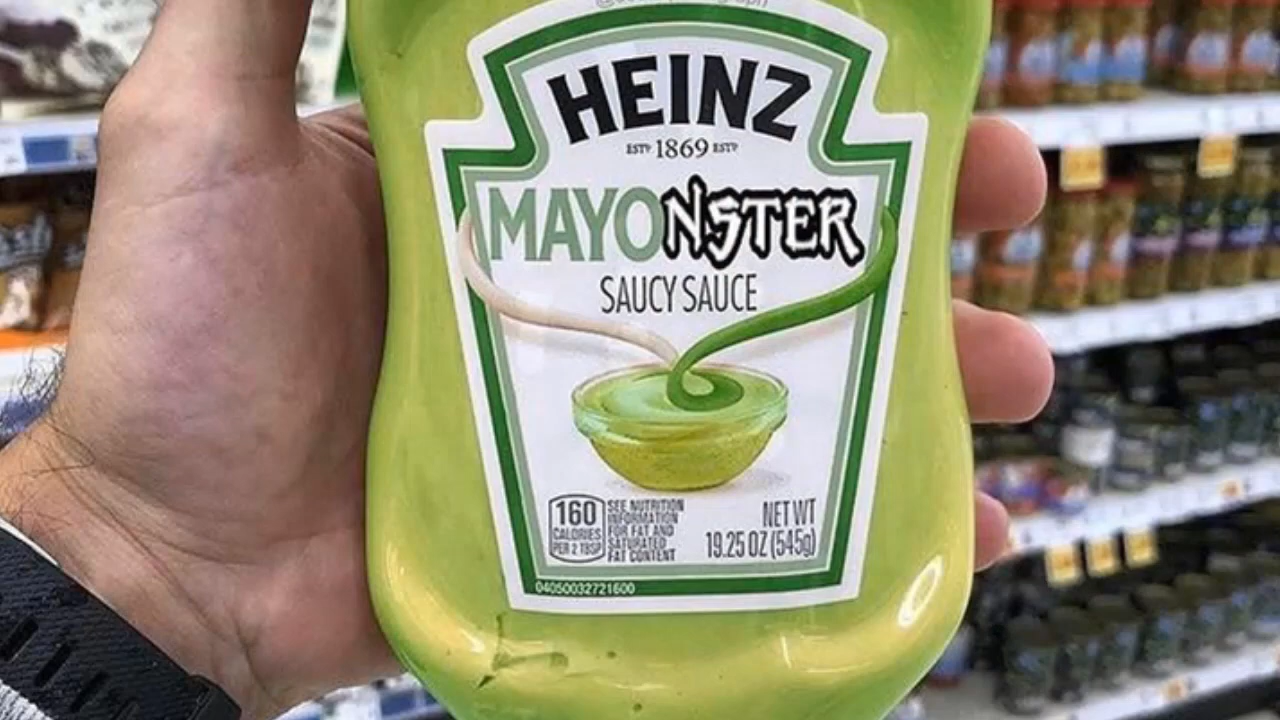 HEINZ
ESTD 1869 ESTD
MAYONSTER
SAUCY SAUCE
160
CALORIES
PER 2 TBSP
SEE NUTRITION
INFORMATION
FOR FAT AND
SATURATED
FAT CONTENT
NET WT
19.25 OZ (545g)
04050032721600